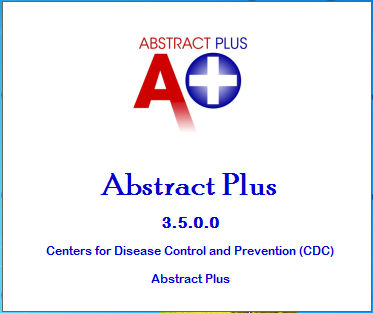 ABSTRACT PLUS
A+
Abstract Plus
3.5.0.0
Centers for Disease Control and Prevention (CDC)
Abstract Plus